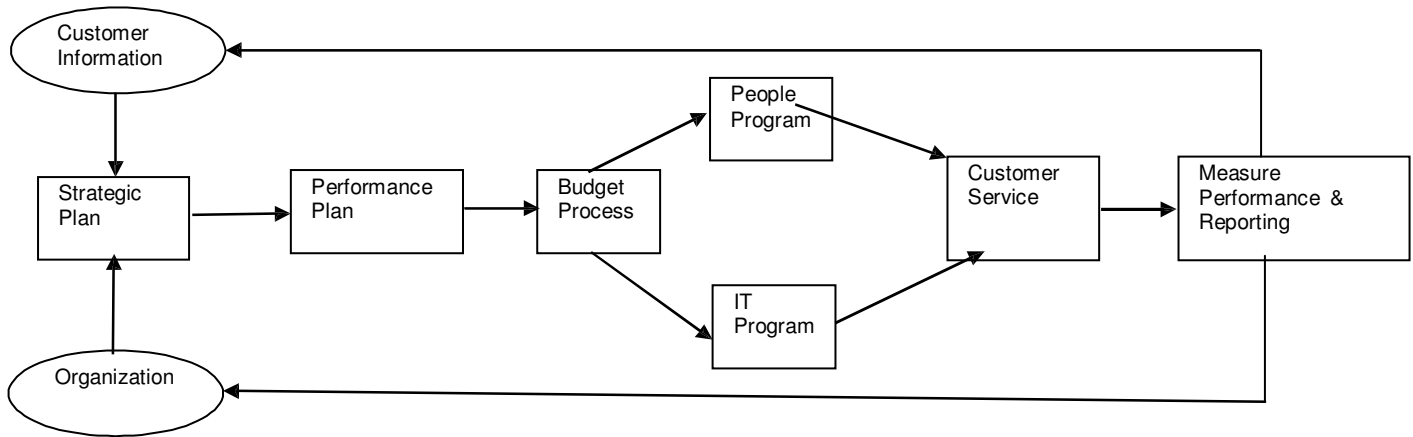 Customer
Information
Strategic
Plan
Organization
Performance
Plan
Budget
Process
People
Program
IT
Program
Customer
Service
Measure
Performance &
Reporting